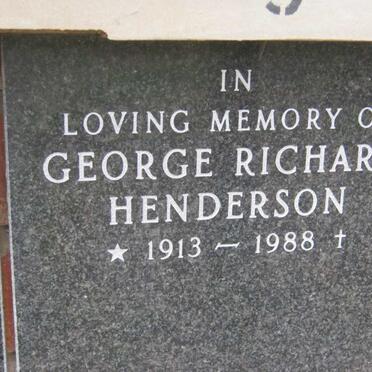 IN
LOVING MEMORY O
GEORGE RICHAR
HENDERSON
★ 1913 – 1988 ✝